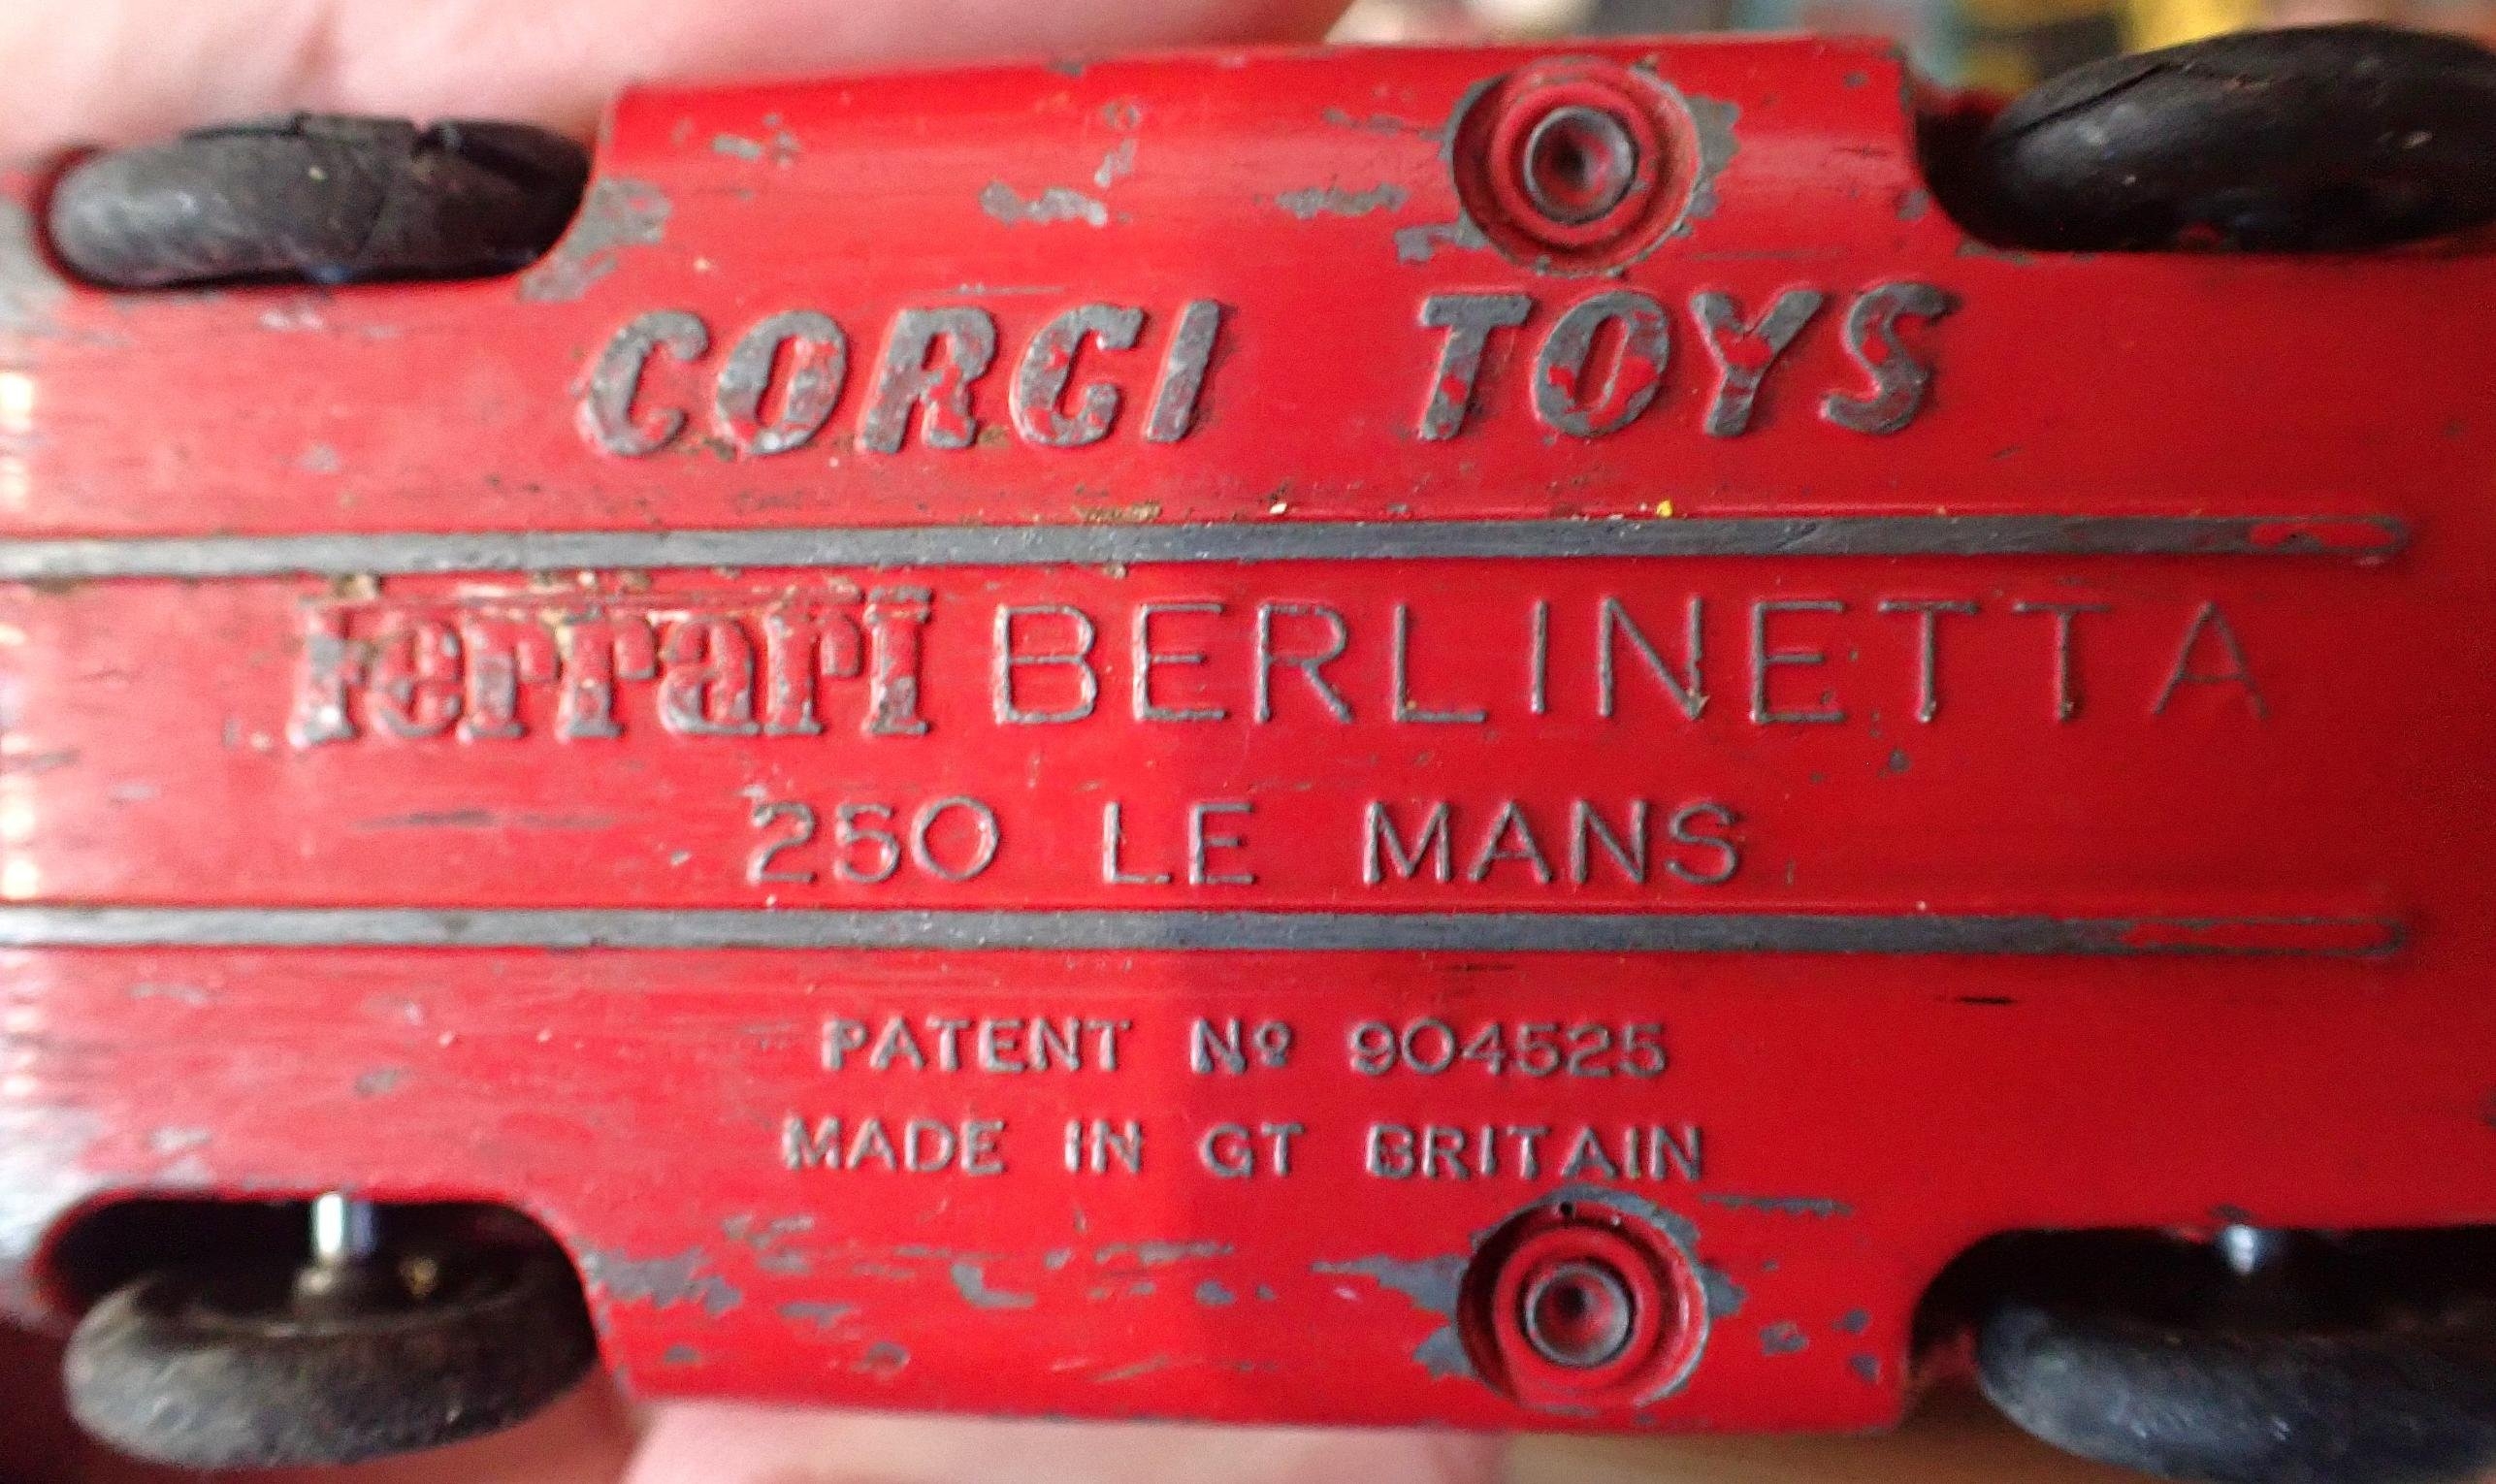 CORGI TOYS
Ferrari BERLINETTA
250 LE MANS
PATENT Nº 904525
MADE IN GT BRITAIN